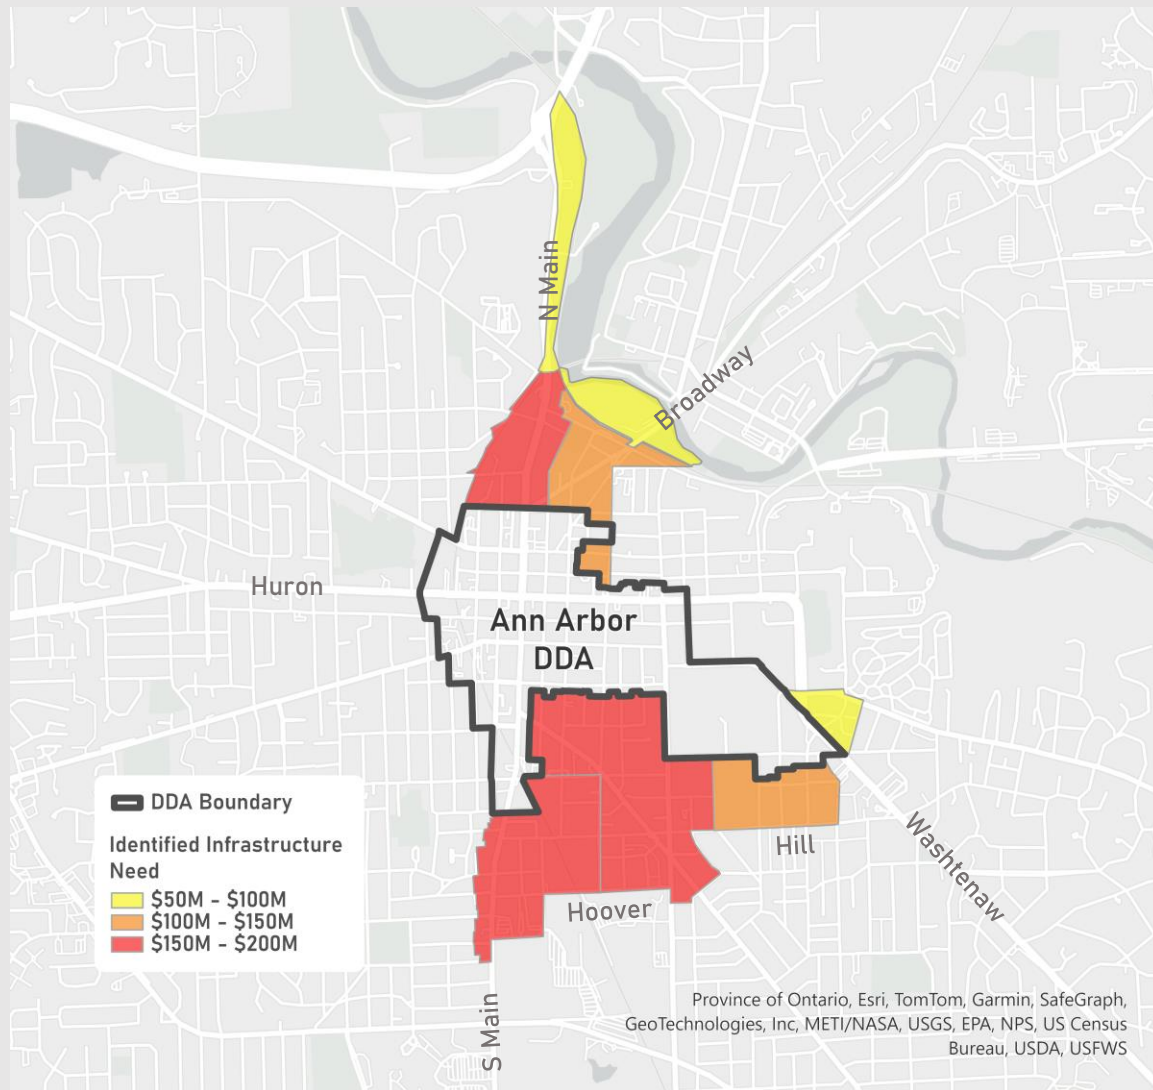 N Main
Broadway
Huron
Ann Arbor
DDA
DDA Boundary
Identified Infrastructure
Need
$50M - $100M
$100M - $150M
$150M - $200M
Hill
Washtenaw
Hoover
S Main
Province of Ontario, Esri, TomTom, Garmin, SafeGraph,
GeoTechnologies, Inc, METI/NASA, USGS, EPA, NPS, US Census
Bureau, USDA, USFWS